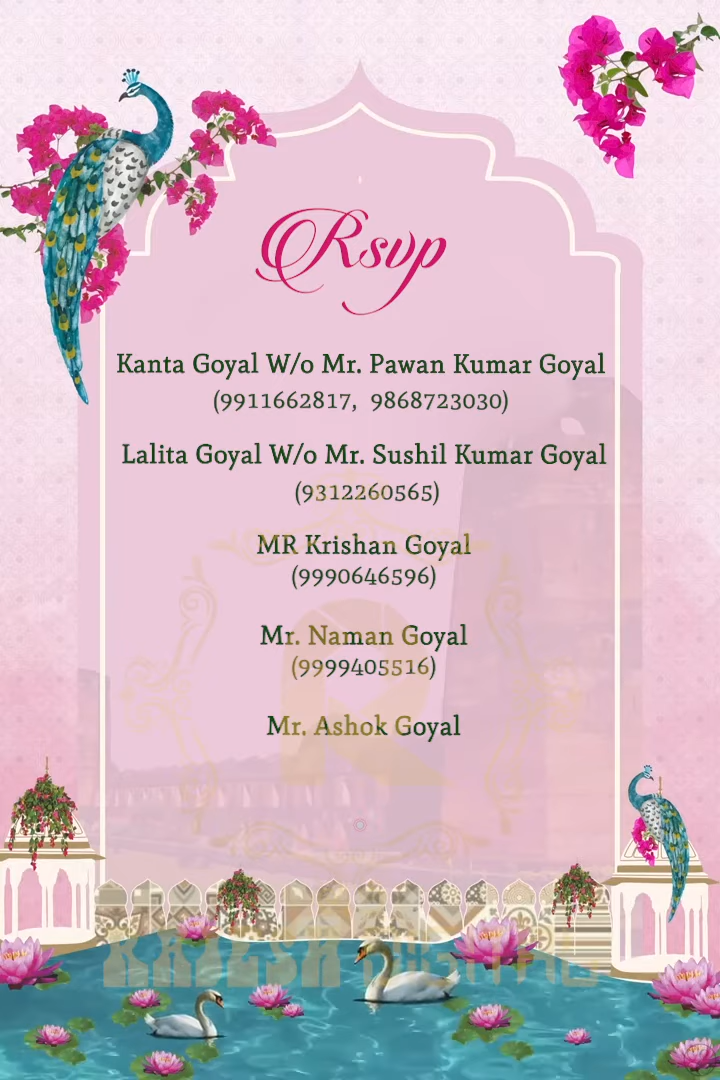 Rsvp
Kanta Goyal W/o Mr. Pawan Kumar Goyal
(9911662817, 9868723030)
Lalita Goyal W/o Mr. Sushil Kumar Goyal
(9312260565)
MR Krishan Goyal
(9990646596)
Mr. Naman Goyal
(9999405516)
Mr. Ashok Goyal